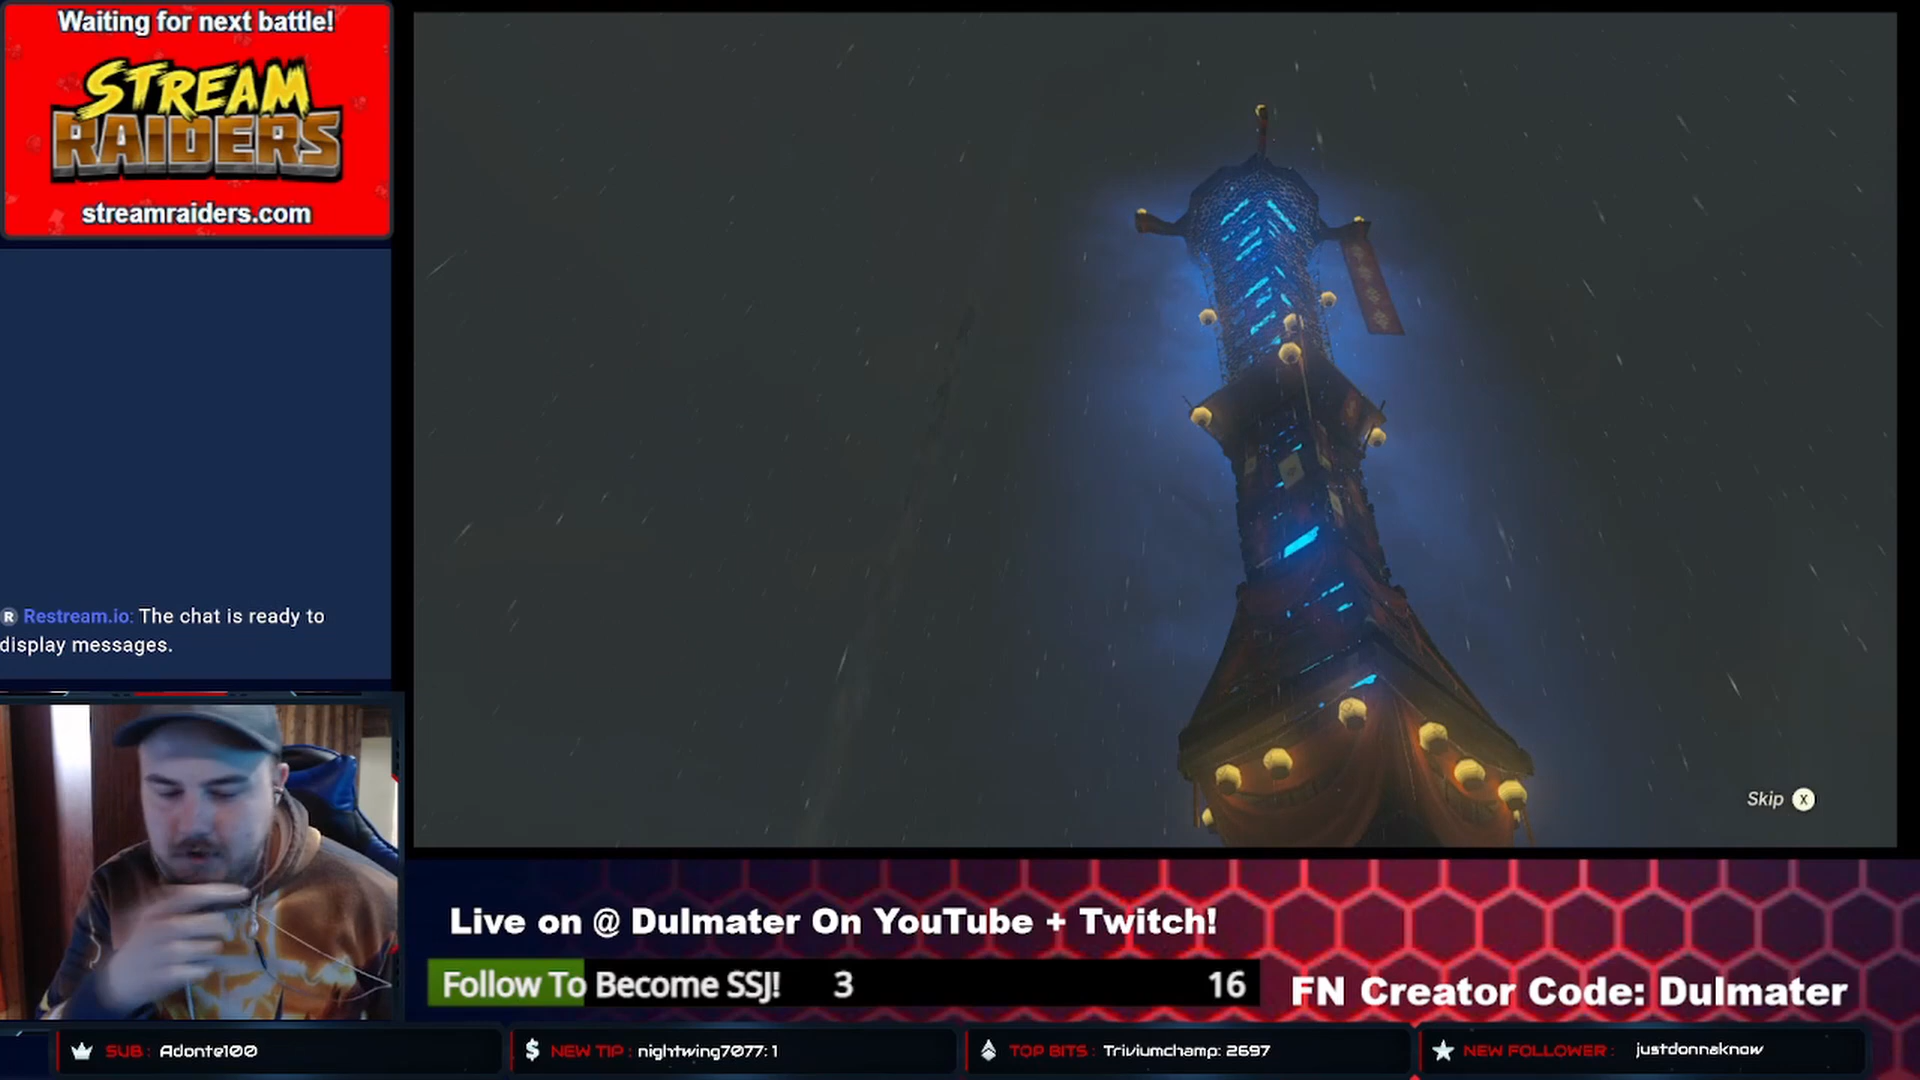 Waiting for next battle!
STREAM
RAIDERS
streamraiders.com
R Restream.io: The chat is ready to
display messages.
Skip X
Live on @ Dulmater On YouTube + Twitch!
Follow To Become SSJ! 3 16
FN Creator Code: Dulmater
SUB: Adonte100
$ NEW TIP: nightwing7077: 1
TOP BITS: Triviumchamp: 2697
NEW FOLLOWER: justdonnaknow